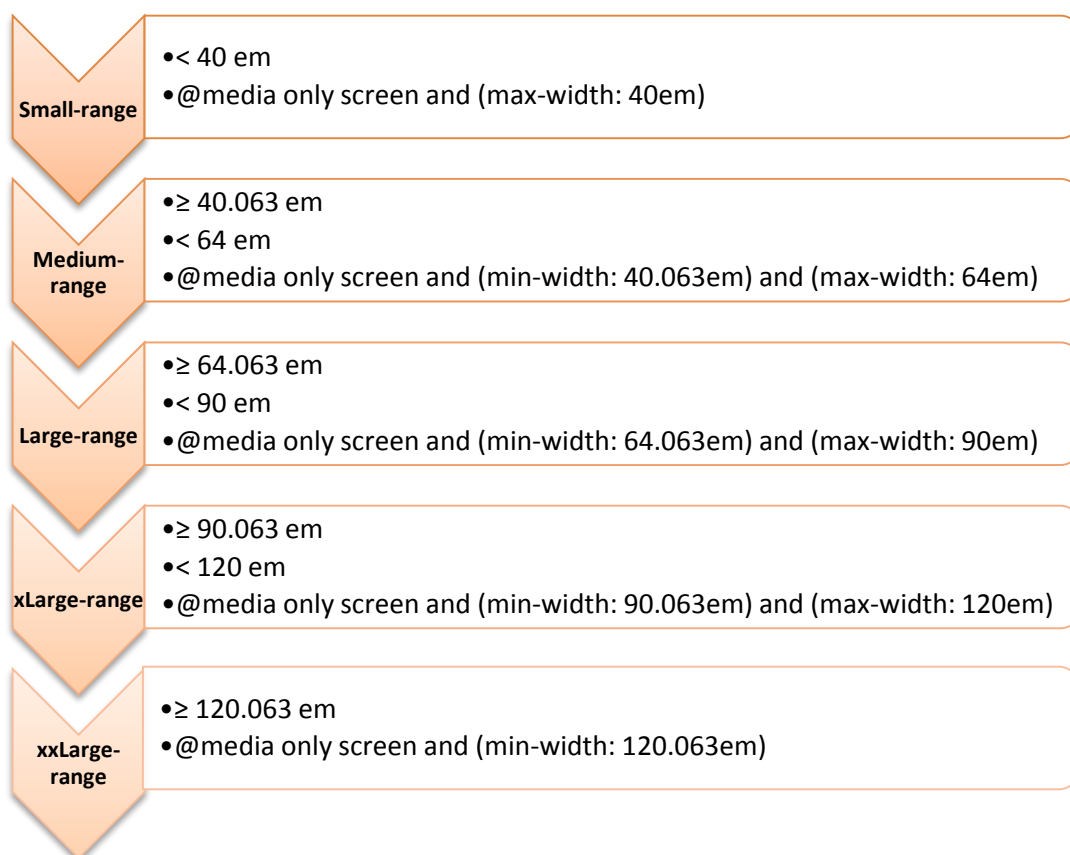 Small-range
•< 40 em
•@media only screen and (max-width: 40em)
Medium-
range
•≥ 40.063 em
•< 64 em
•@media only screen and (min-width: 40.063em) and (max-width: 64em)
Large-range
•≥ 64.063 em
•< 90 em
•@media only screen and (min-width: 64.063em) and (max-width: 90em)
xLarge-range
•≥ 90.063 em
•< 120 em
•@media only screen and (min-width: 90.063em) and (max-width: 120em)
xxLarge-
range
•≥ 120.063 em
•@media only screen and (min-width: 120.063em)